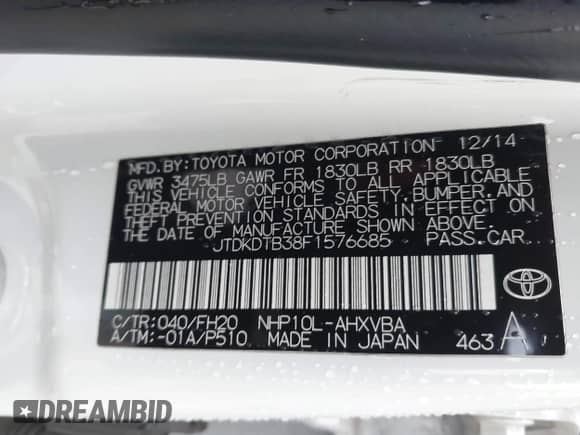 MFD. BY: TOYOTA MOTOR CORPORATION 12/14
GVWR 3475LB GAWR FR 1830LB RR 1830LB
THIS VEHICLE CONFORMS TO ALL APPLICABLE
FEDERAL MOTOR VEHICLE SAFETY, BUMPER, AND
THEFT PREVENTION STANDARDS IN EFFECT ON
THE DATE OF MANUFACTURE SHOWN ABOVE.
JTDKDTB38F1576685 PASS. CAR
C/TR: 040/FH20 NHP10L-AHXVBA
A/TM: -01A/P510 MADE IN JAPAN 463 A
DREAMBID